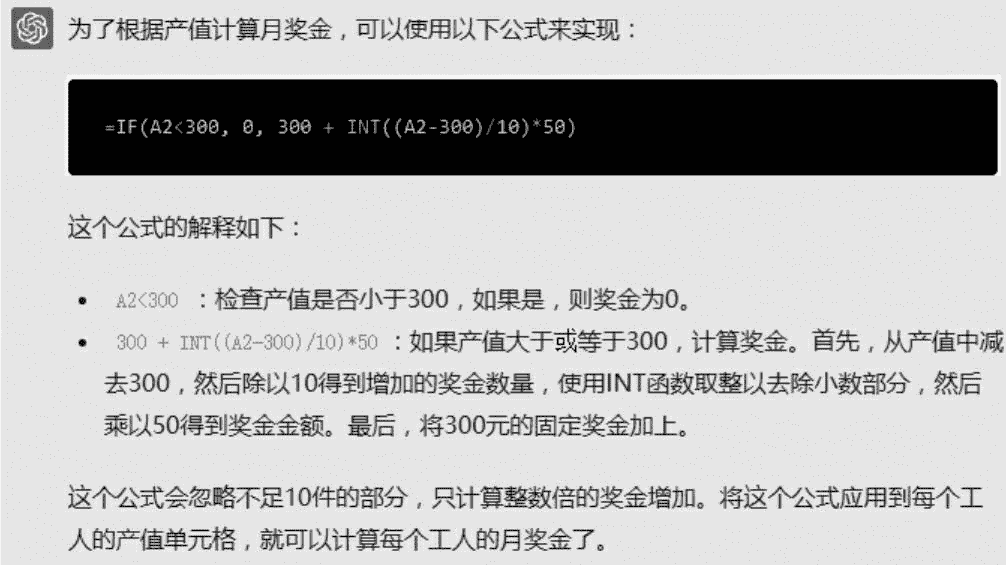 为了根据产值计算月奖金，可以使用以下公式来实现：
=IF(A2<300, 0, 300 + INT((A2-300)/10)*50)
这个公式的解释如下：
• A2<300 ：检查产值是否小于300，如果是，则奖金为0。
• 300 + INT((A2-300)/10)*50 ：如果产值大于或等于300，计算奖金。首先，从产值中减
去300，然后除以10得到增加的奖金数量，使用INT函数取整以去除小数部分，然后
乘以50得到奖金金额。最后，将300元的固定奖金加上。
这个公式会忽略不足10件的部分，只计算整数倍的奖金增加。将这个公式应用到每个工
人的产值单元格，就可以计算每个工人的月奖金了。